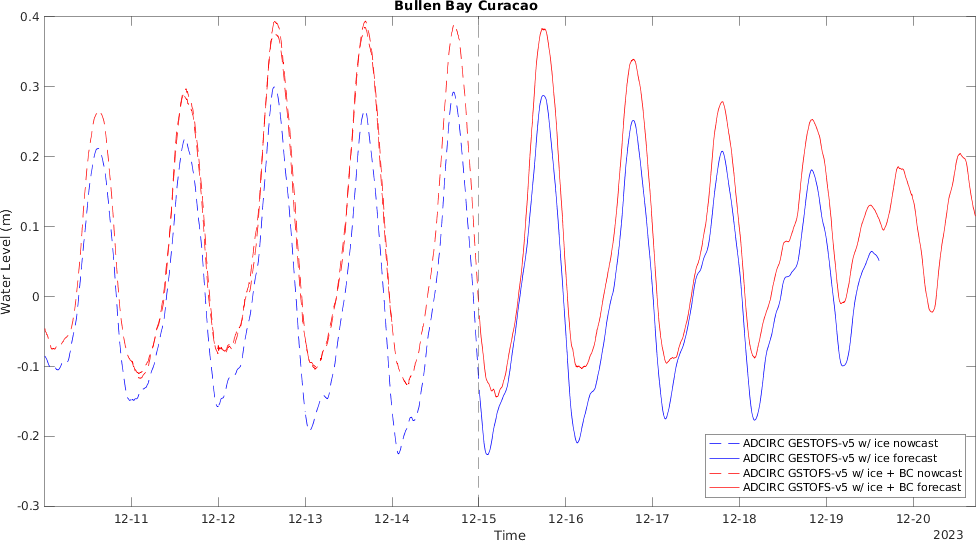 Bullen Bay Curacao
0.4
0.3
0.2
0.1
0
-0.1
-0.2
-0.3
Water Level (m)
ADCIRC GESTOFS-v5 w/ ice nowcast
ADCIRC GESTOFS-v5 w/ ice forecast
ADCIRC GSTOFS-v5 w/ ice + BC nowcast
ADCIRC GSTOFS-v5 w/ ice + BC forecast
12-11 12-12 12-13 12-14 12-15 12-16 12-17 12-18 12-19 12-20
Time
2023